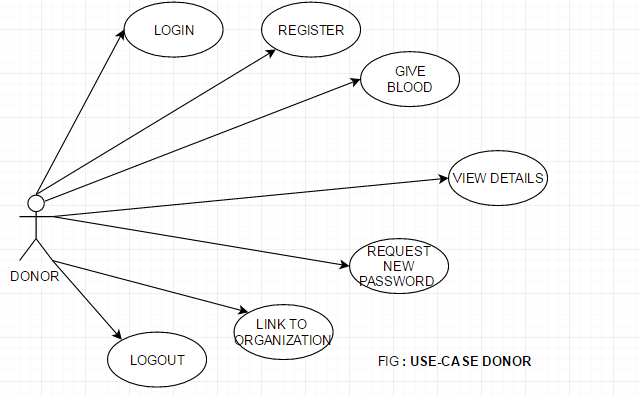 LOGIN
REGISTER
GIVE
BLOOD
VIEW DETAILS
REQUEST
NEW
PASSWORD
DONOR
LINK TO
ORGANIZATION
LOGOUT
FIG : USE-CASE DONOR